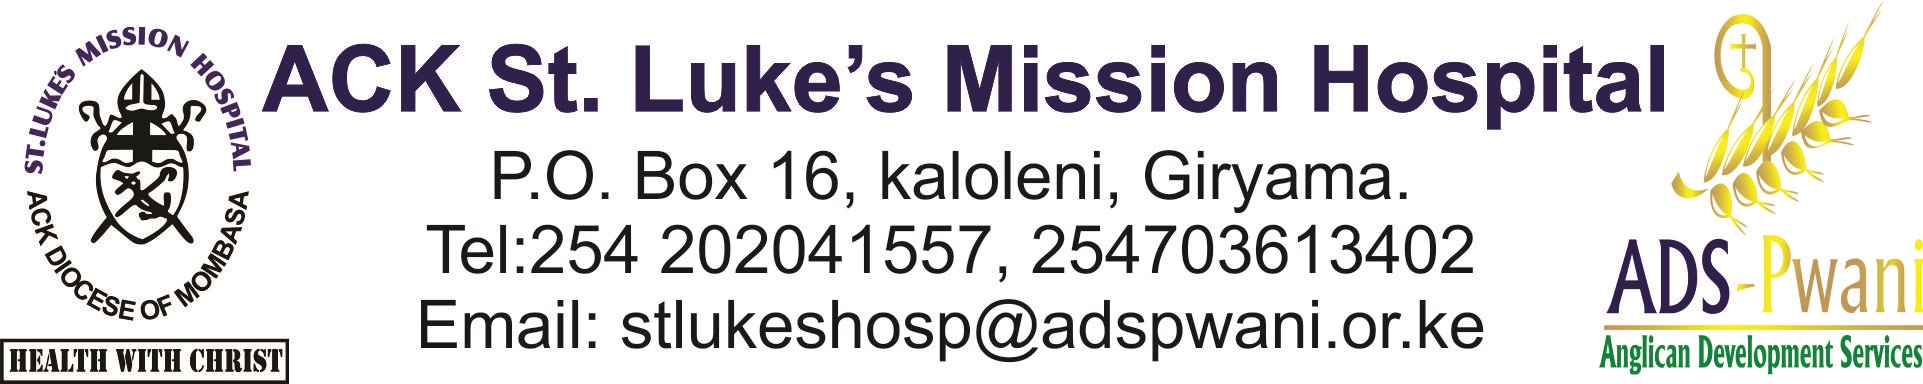 ST.LUKE'S MISSION HOSPITAL
ACK DIOCESE OF MOMBASA
HEALTH WITH CHRIST
ACK St. Luke’s Mission Hospital
P.O. Box 16, kaloleni, Giryama.
Tel:254 202041557, 254703613402
Email: stlukeshosp@adspwani.or.ke
ADS-Pwani
Anglican Development Services